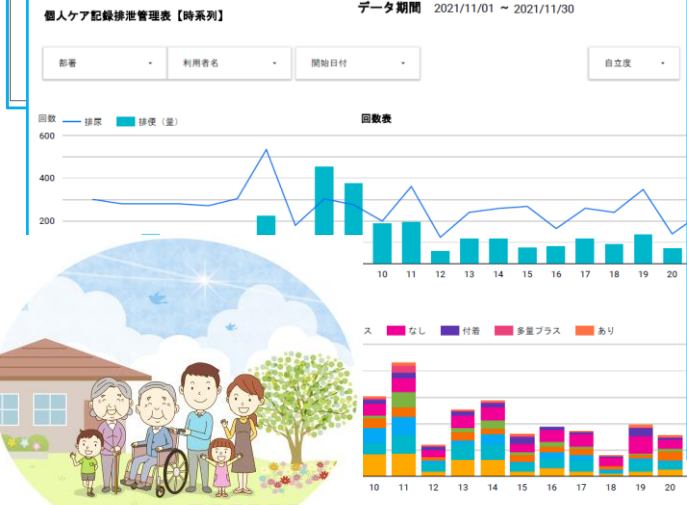 データ期間 2021/11/01 ~ 2021/11/30
個人ケア記録排泄管理表【時系列】
部署 利用者名 開始日付 自立度
回数 排尿 排便（量） 回数表
600
400
200
10 11 12 13 14 15 16 17 18 19 20
ス なし 付着 多量プラス あり
10 11 12 13 14 15 16 17 18 19 20